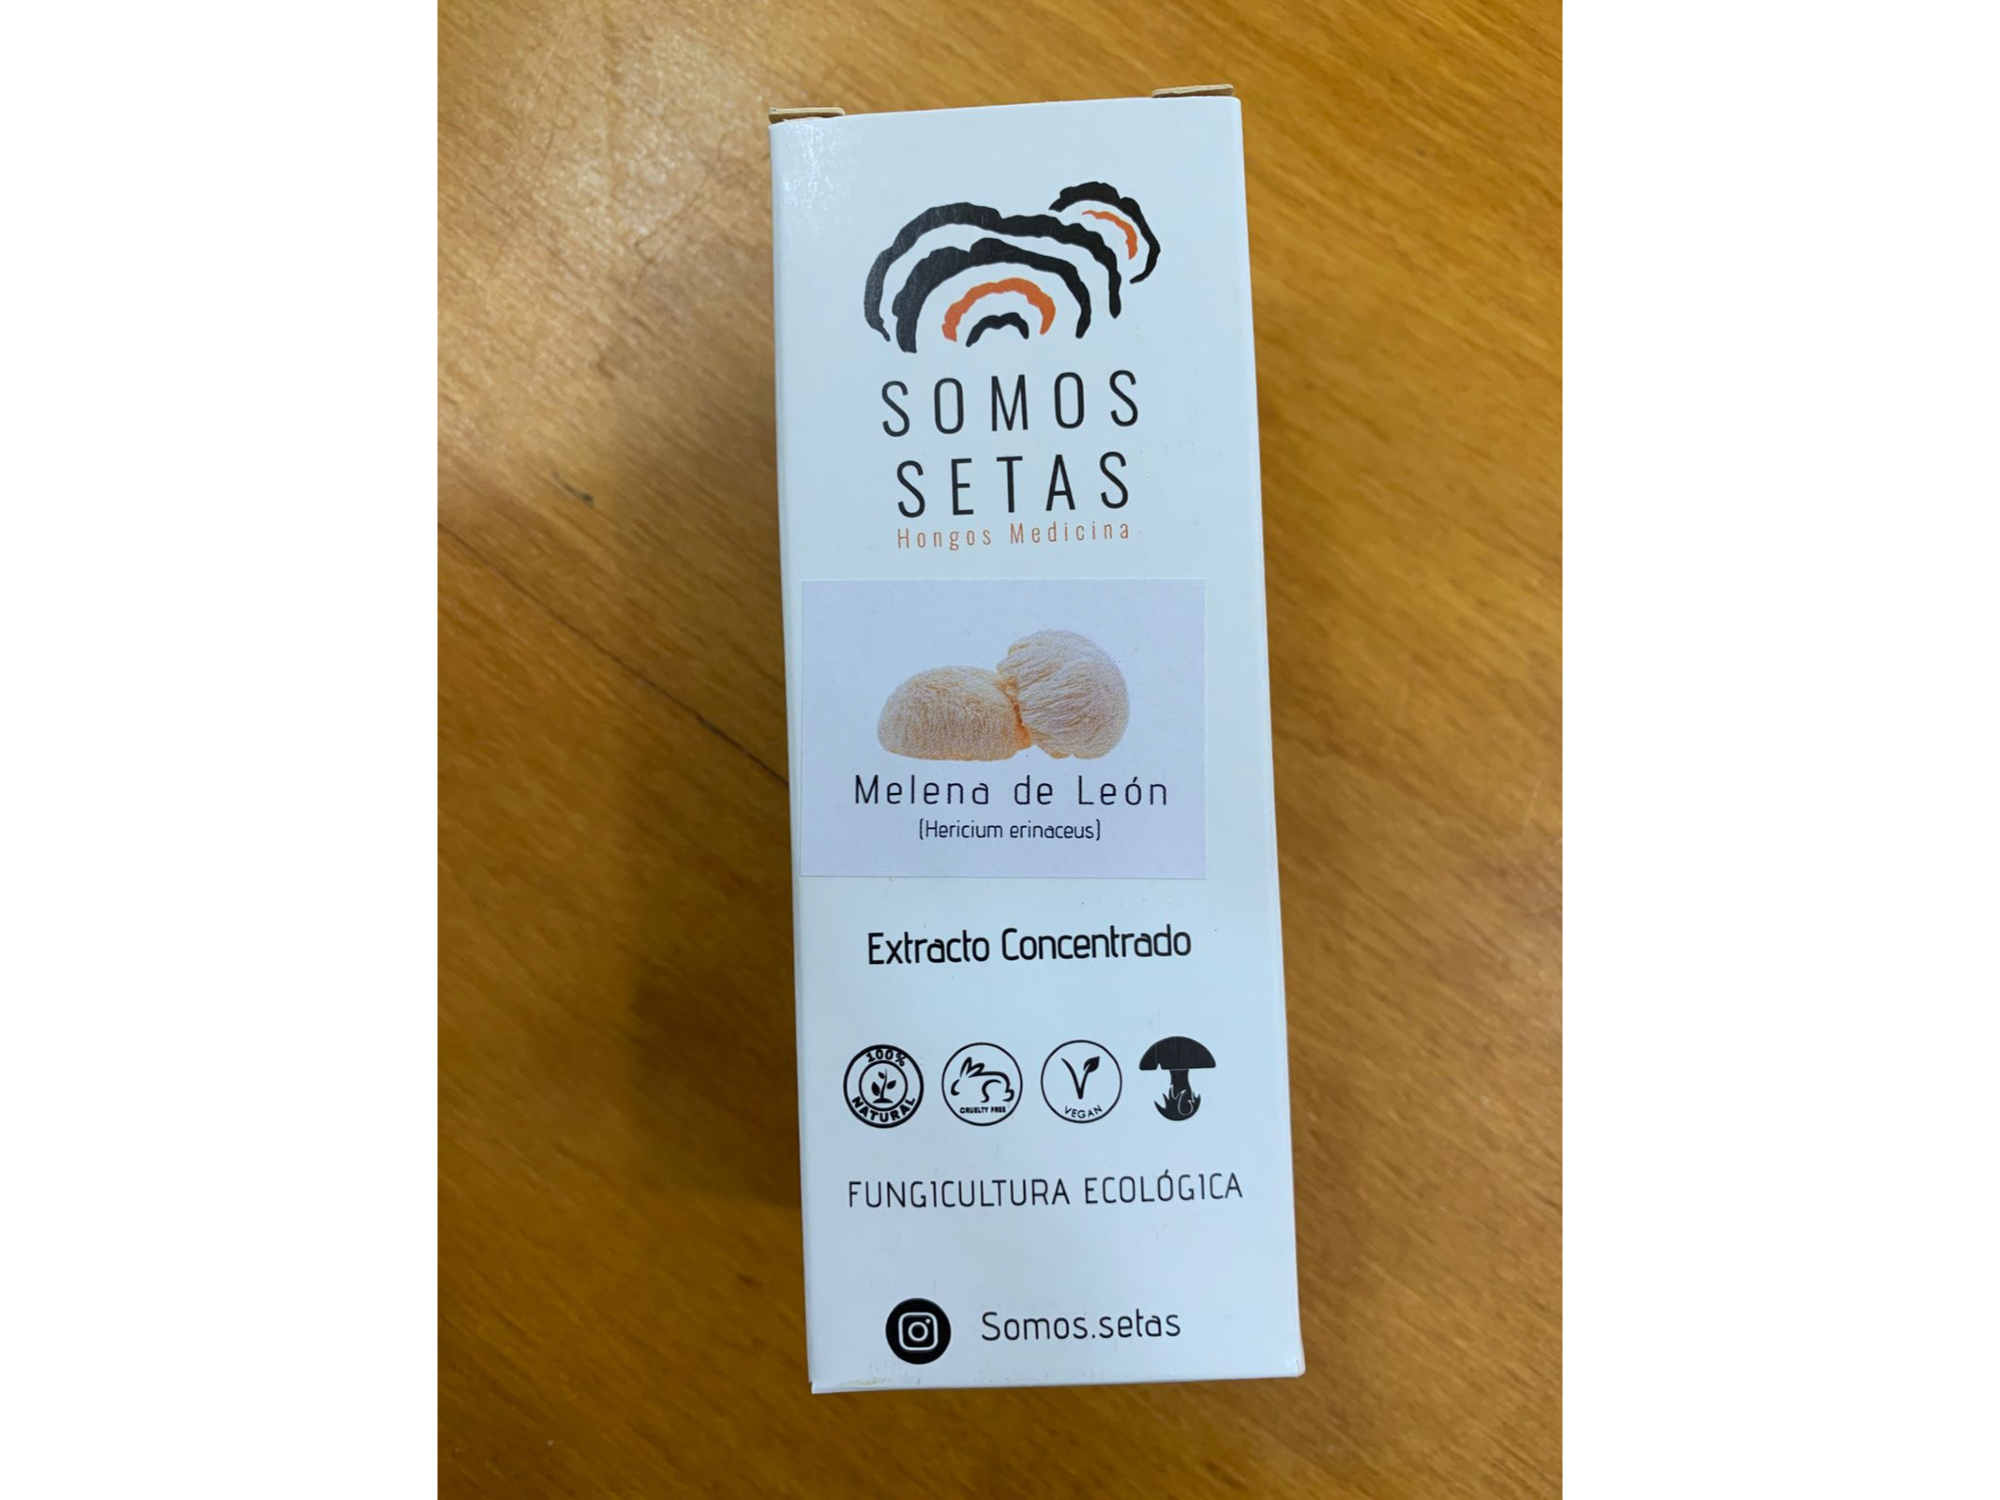 SOMOS
SETAS
Hongos Medicina
Melena de León
(Hericium erinaceus)
Extracto Concentrado
100%
NATURAL
CRUELTY FREE
VEGAN
FUNGICULTURA ECOLÓGICA
Somos.setas